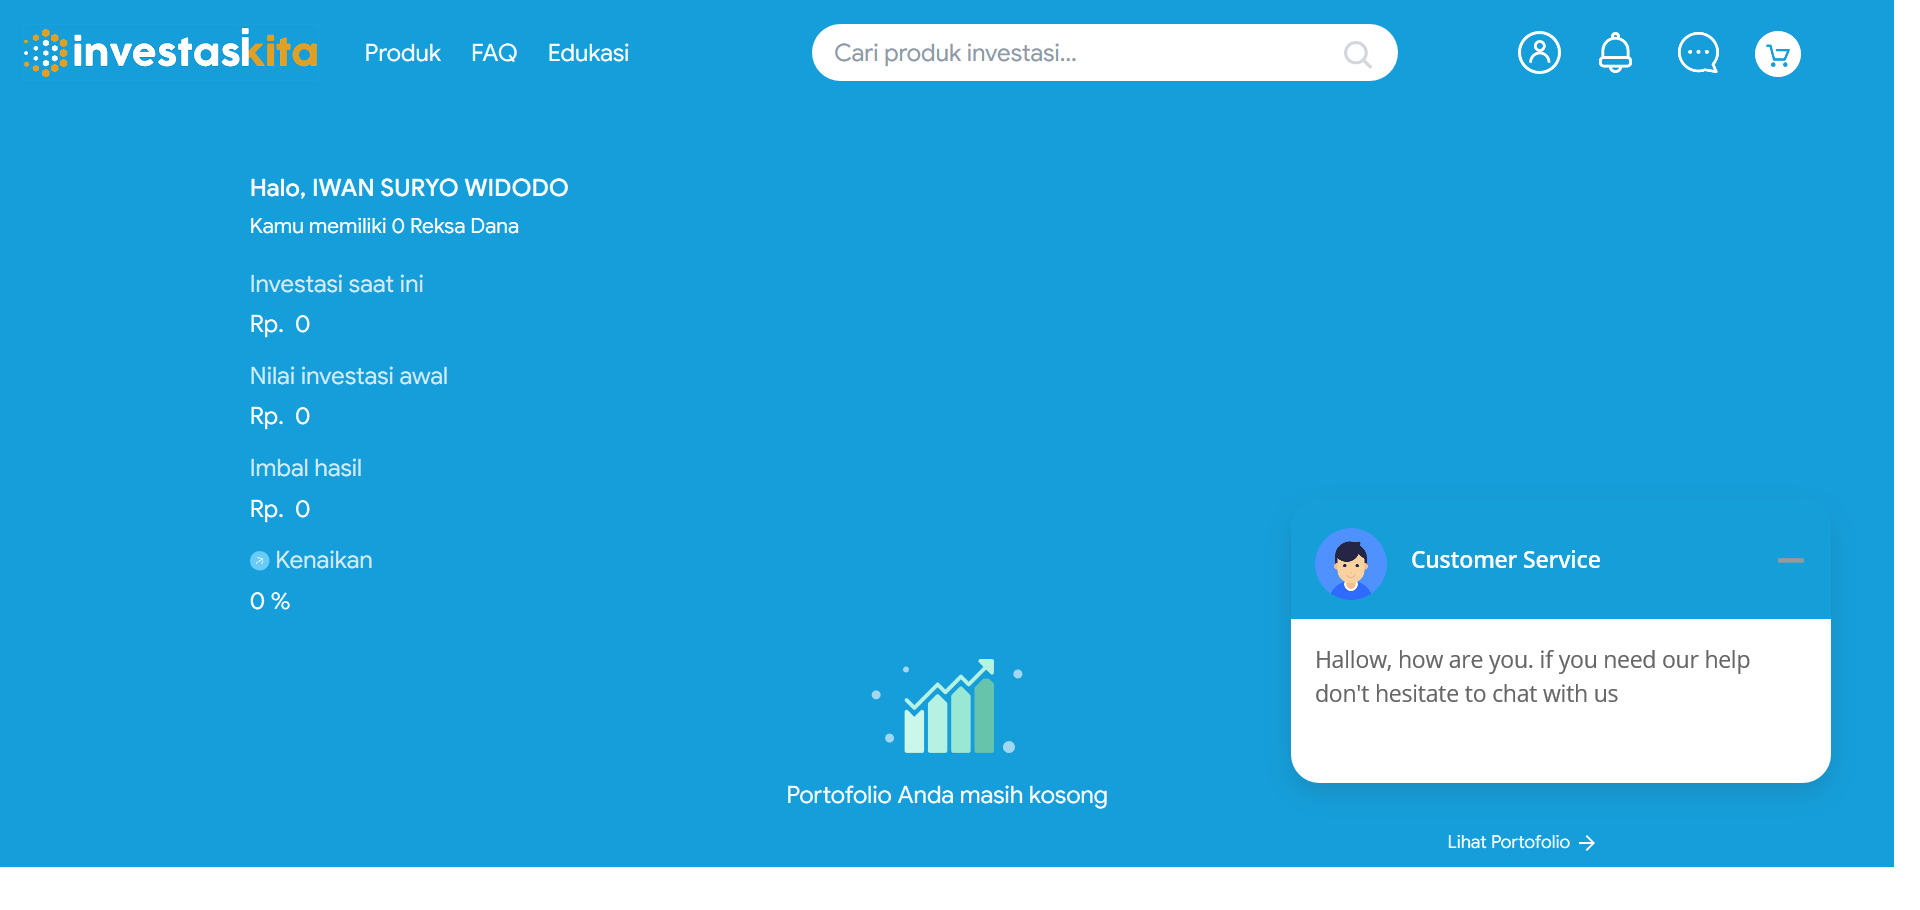 investasikita
Produk FAQ Edukasi
Cari produk investasi...
Halo, IWAN SURYO WIDODO
Kamu memiliki 0 Reksa Dana
Investasi saat ini
Rp. 0
Nilai investasi awal
Rp. 0
Imbal hasil
Rp. 0
Kenaikan
0 %
Portofolio Anda masih kosong
Customer Service
Hallow, how are you. if you need our help
don't hesitate to chat with us
Lihat Portofolio